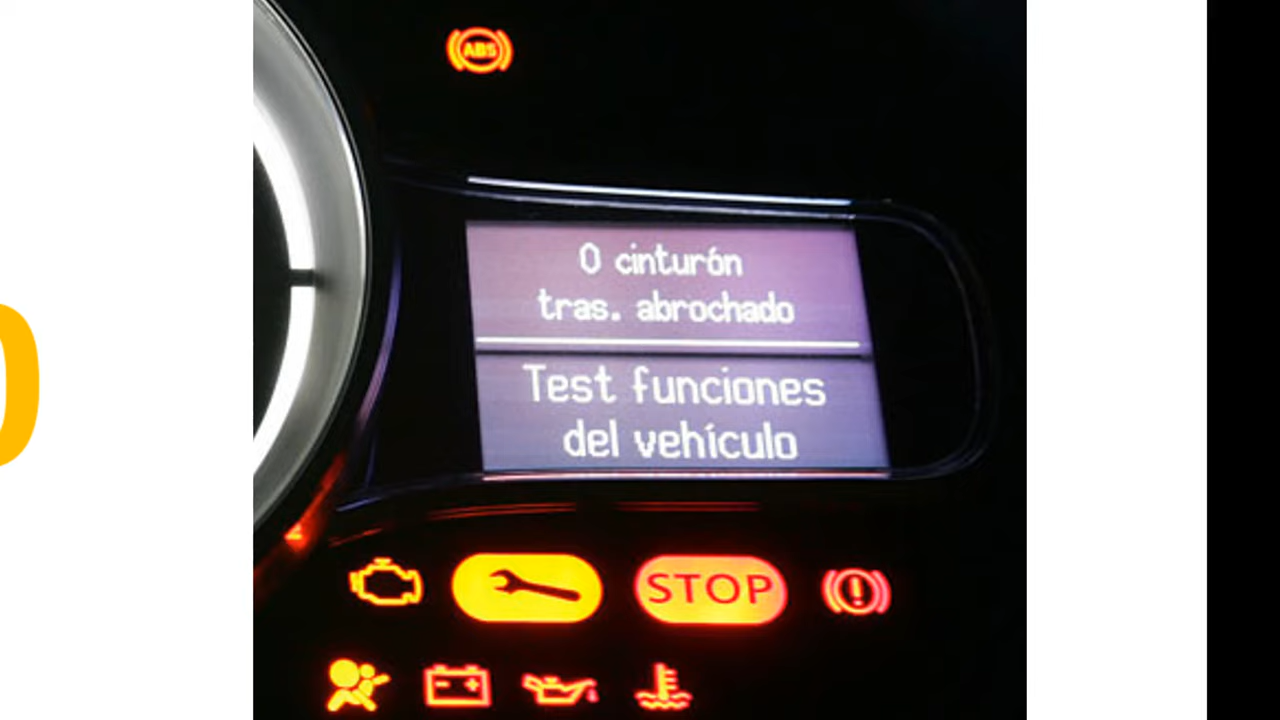 ABS
0 cinturón
tras. abrochado
Test funciones
del vehículo
STOP